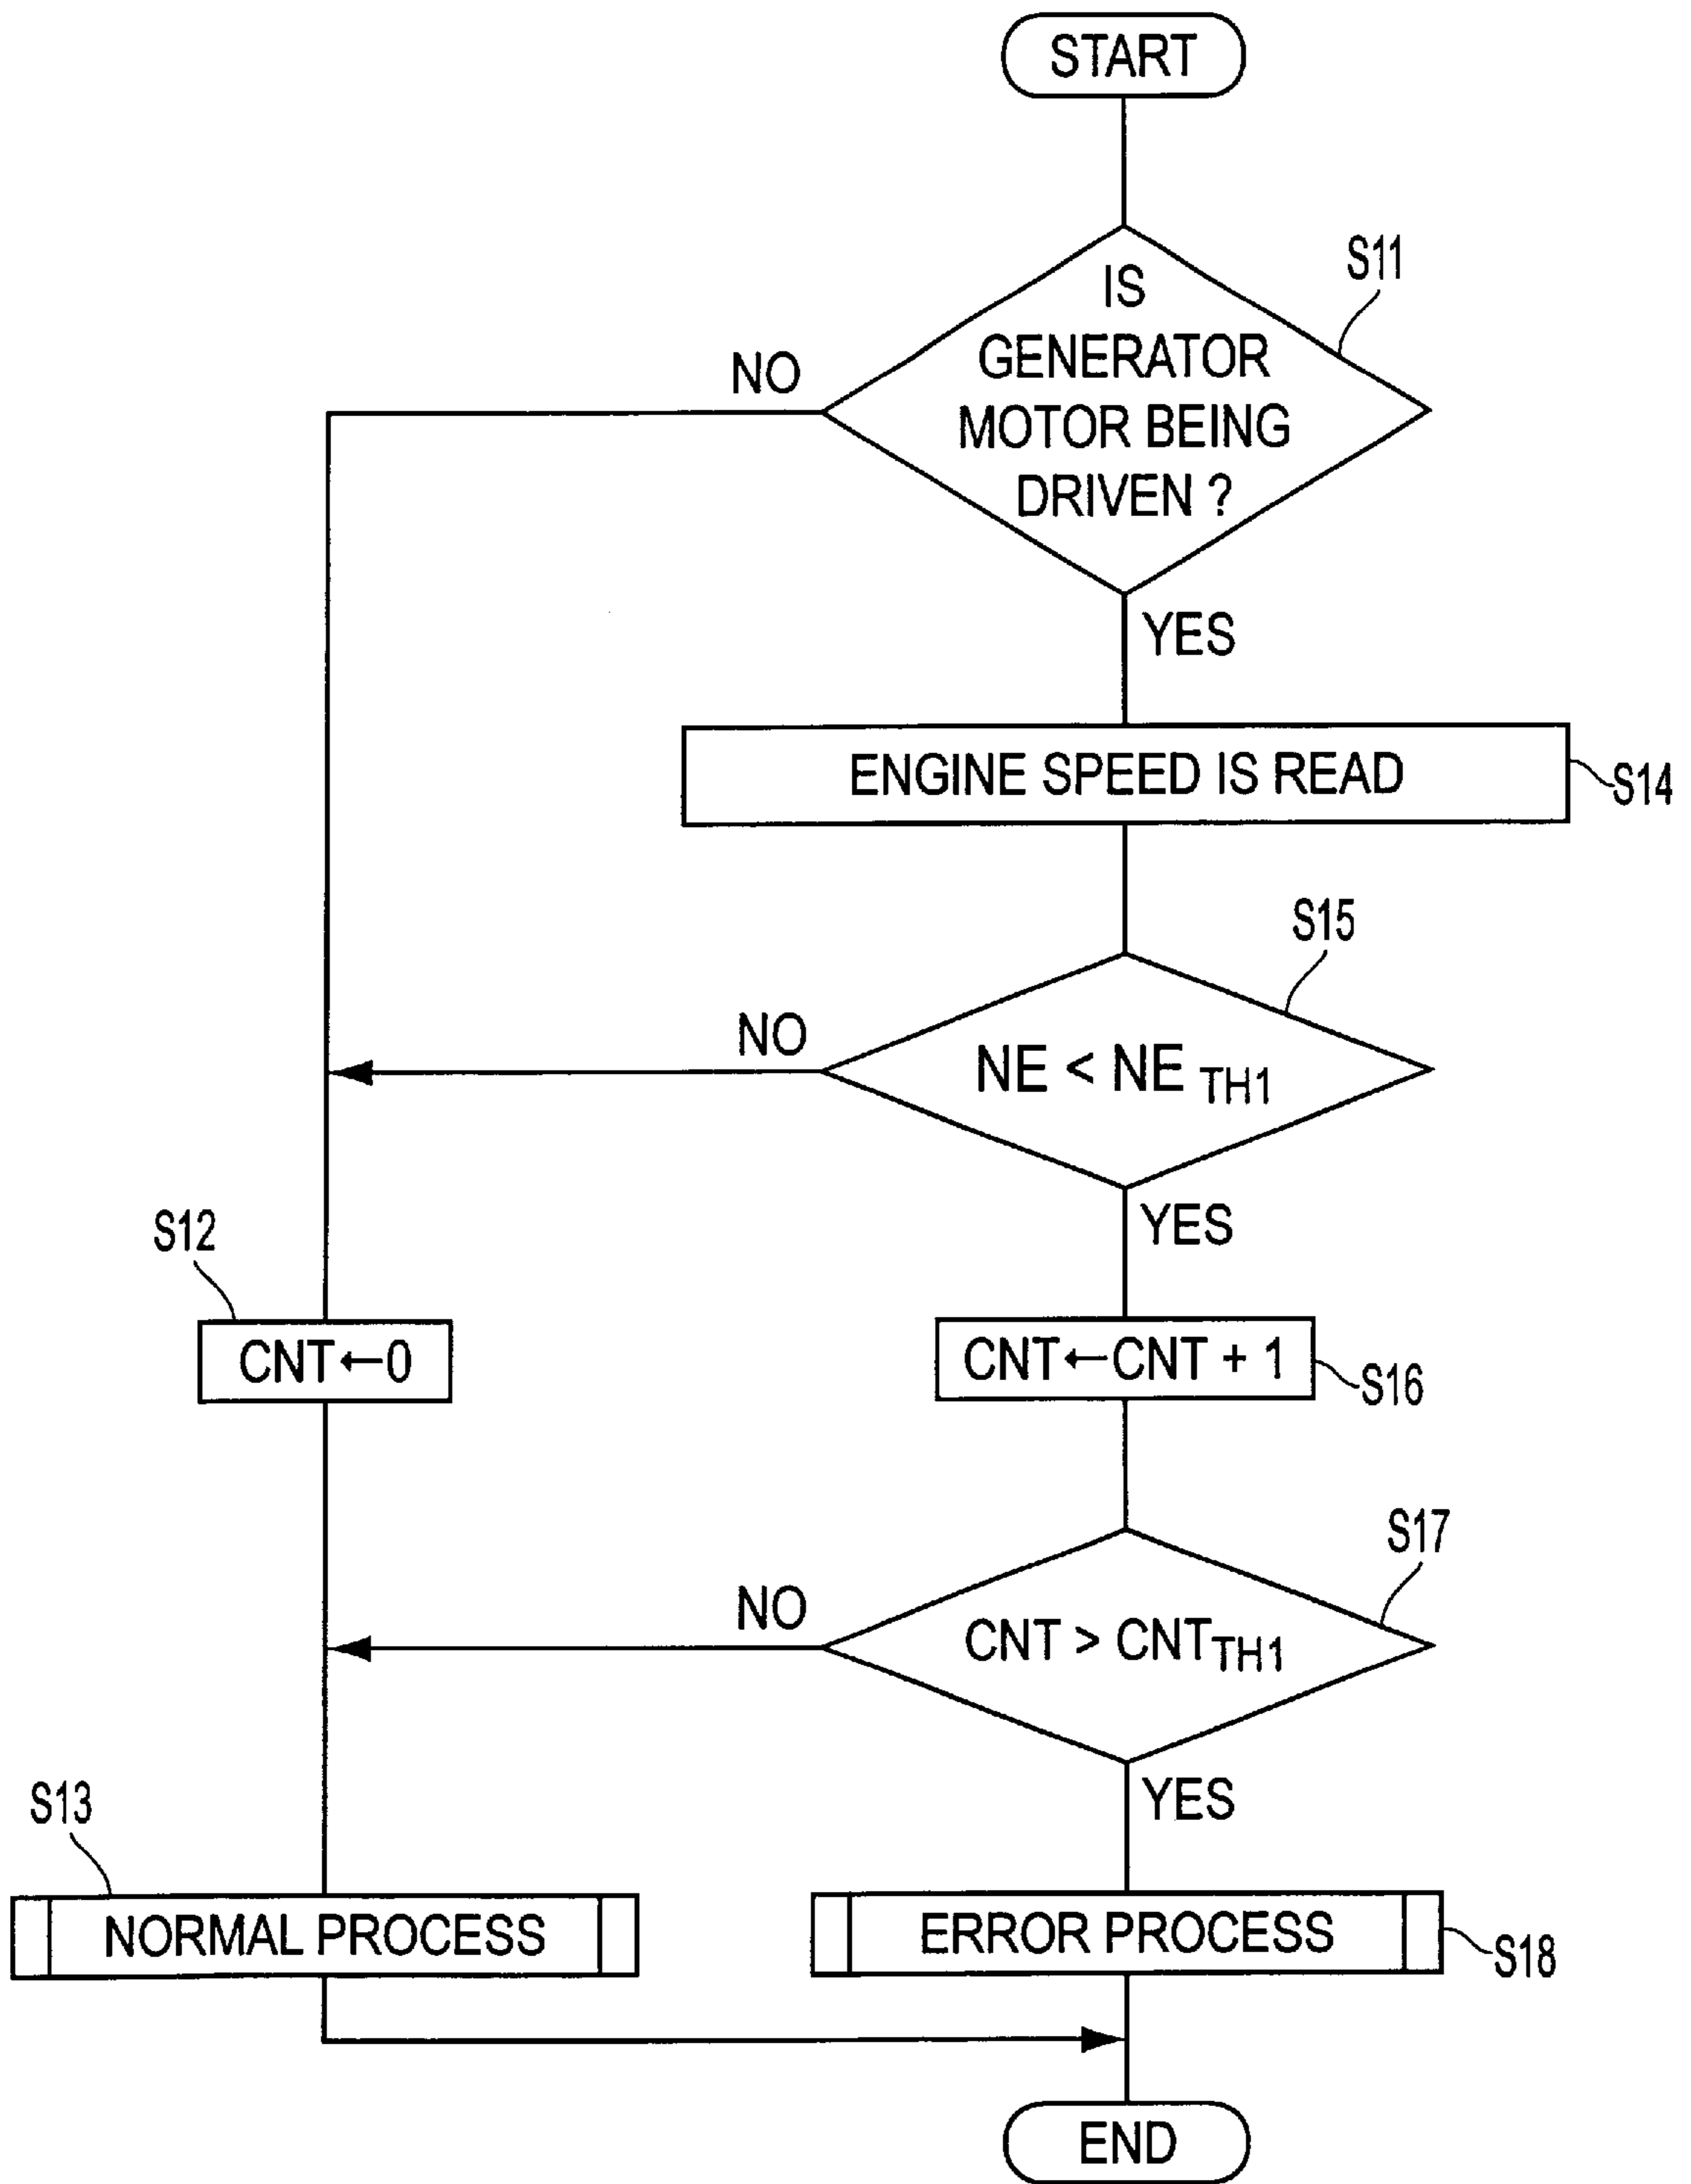 START
S11
IS
GENERATOR
MOTOR BEING
DRIVEN ?
NO
YES
ENGINE SPEED IS READ
S14
S15
NO
NE < NE TH1
YES
S12
CNT←0
CNT←CNT + 1
S16
S17
NO
CNT > CNTTH1
YES
S13
NORMAL PROCESS
ERROR PROCESS
S18
END